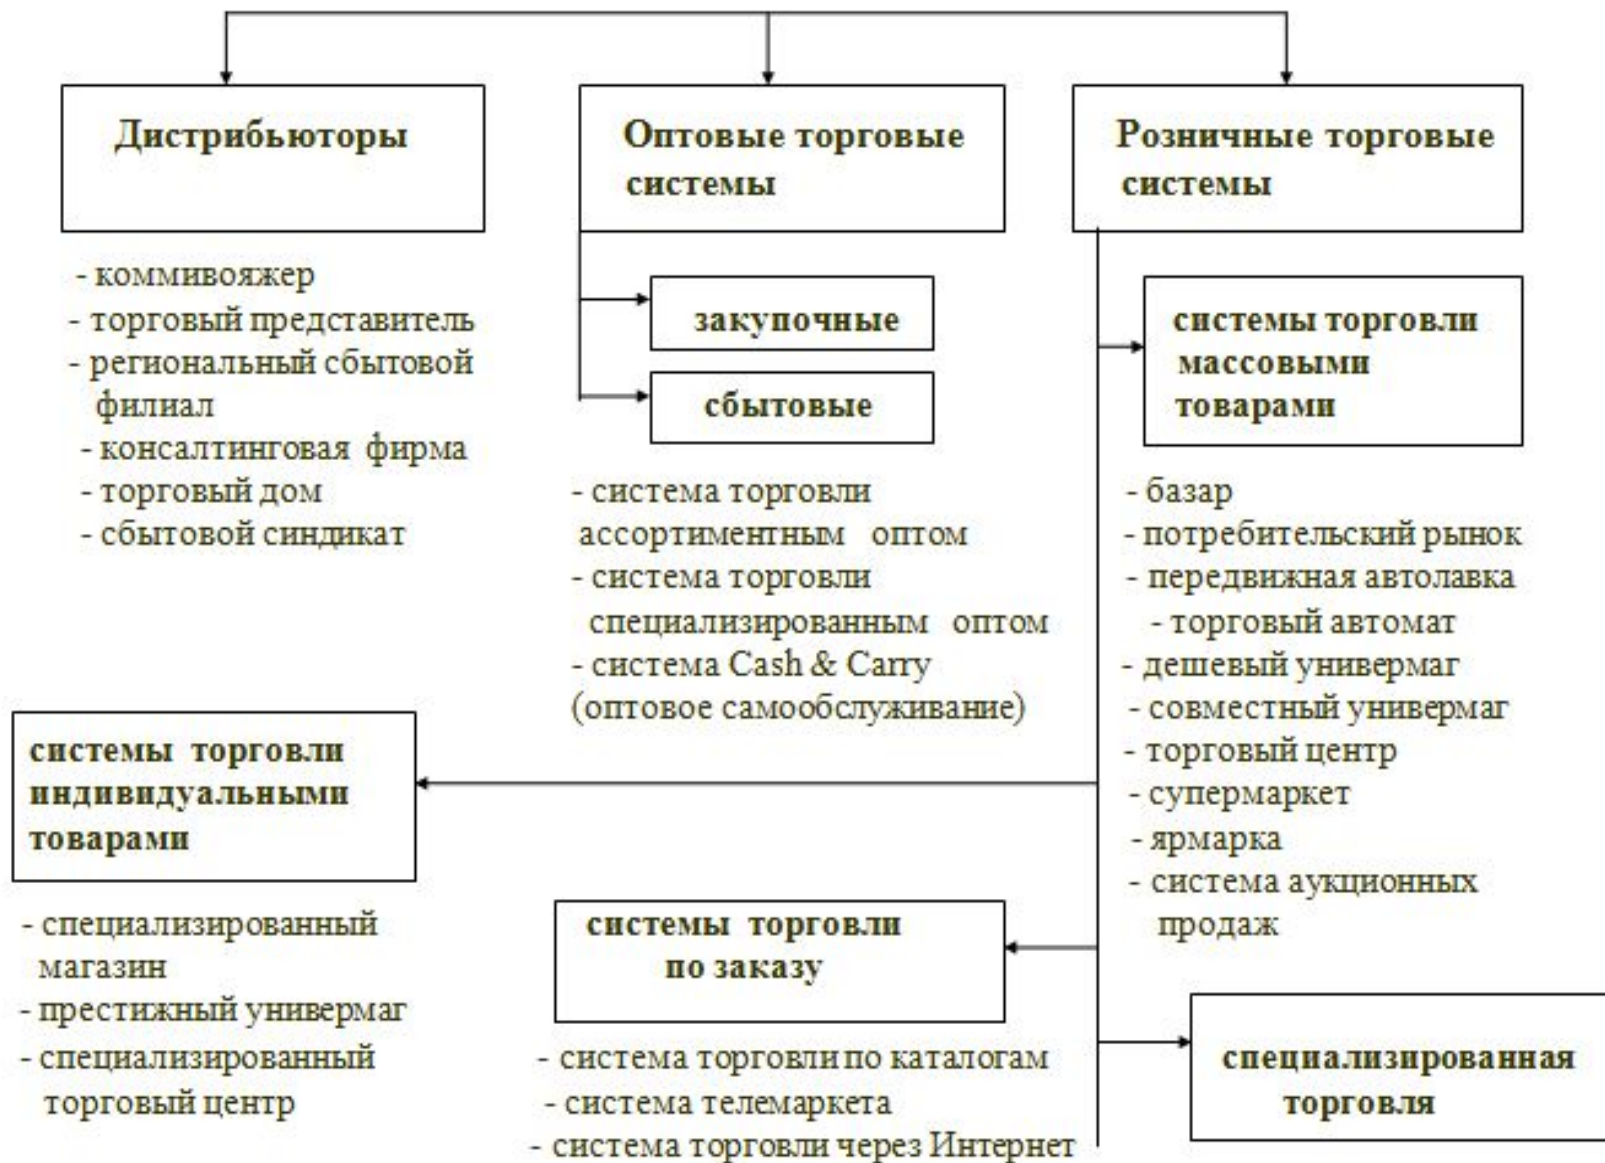 Дистрибьюторы
- коммивояжер
- торговый представитель
- региональный сбытовой
филиал
- консалтинговая фирма
- торговый дом
- сбытовой синдикат
Оптовые торговые
системы
закупочные
сбытовые
- система торговли
ассортиментным оптом
- система торговли
специализированным оптом
- система Cash & Carry
(оптовое самообслуживание)
Розничные торговые
системы
системы торговли
массовыми
товарами
- базар
- потребительский рынок
- передвижная автолавка
- торговый автомат
- дешевый универмаг
- совместный универмаг
- торговый центр
- супермаркет
- ярмарка
- система аукционных
продаж
системы торговли
индивидуальными
товарами
- специализированный
магазин
- престижный универмаг
- специализированный
торговый центр
системы торговли
по заказу
- система торговли по каталогам
- система телемаркета
- система торговли через Интернет
специализированная
торговля